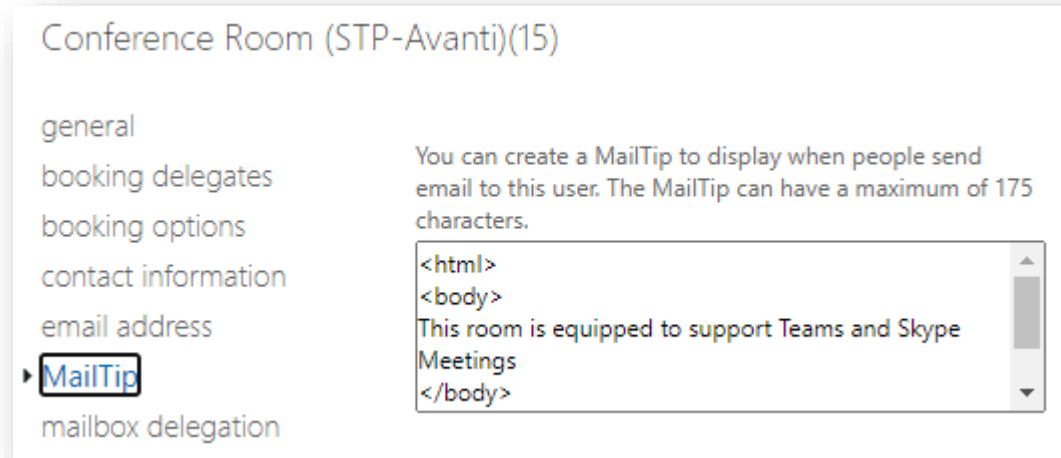 Conference Room (STP-Avanti)(15)
general
booking delegates
booking options
contact information
email address
MailTip
mailbox delegation
You can create a MailTip to display when people send
email to this user. The MailTip can have a maximum of 175
characters.
<html>
<body>
This room is equipped to support Teams and Skype
Meetings
</body>